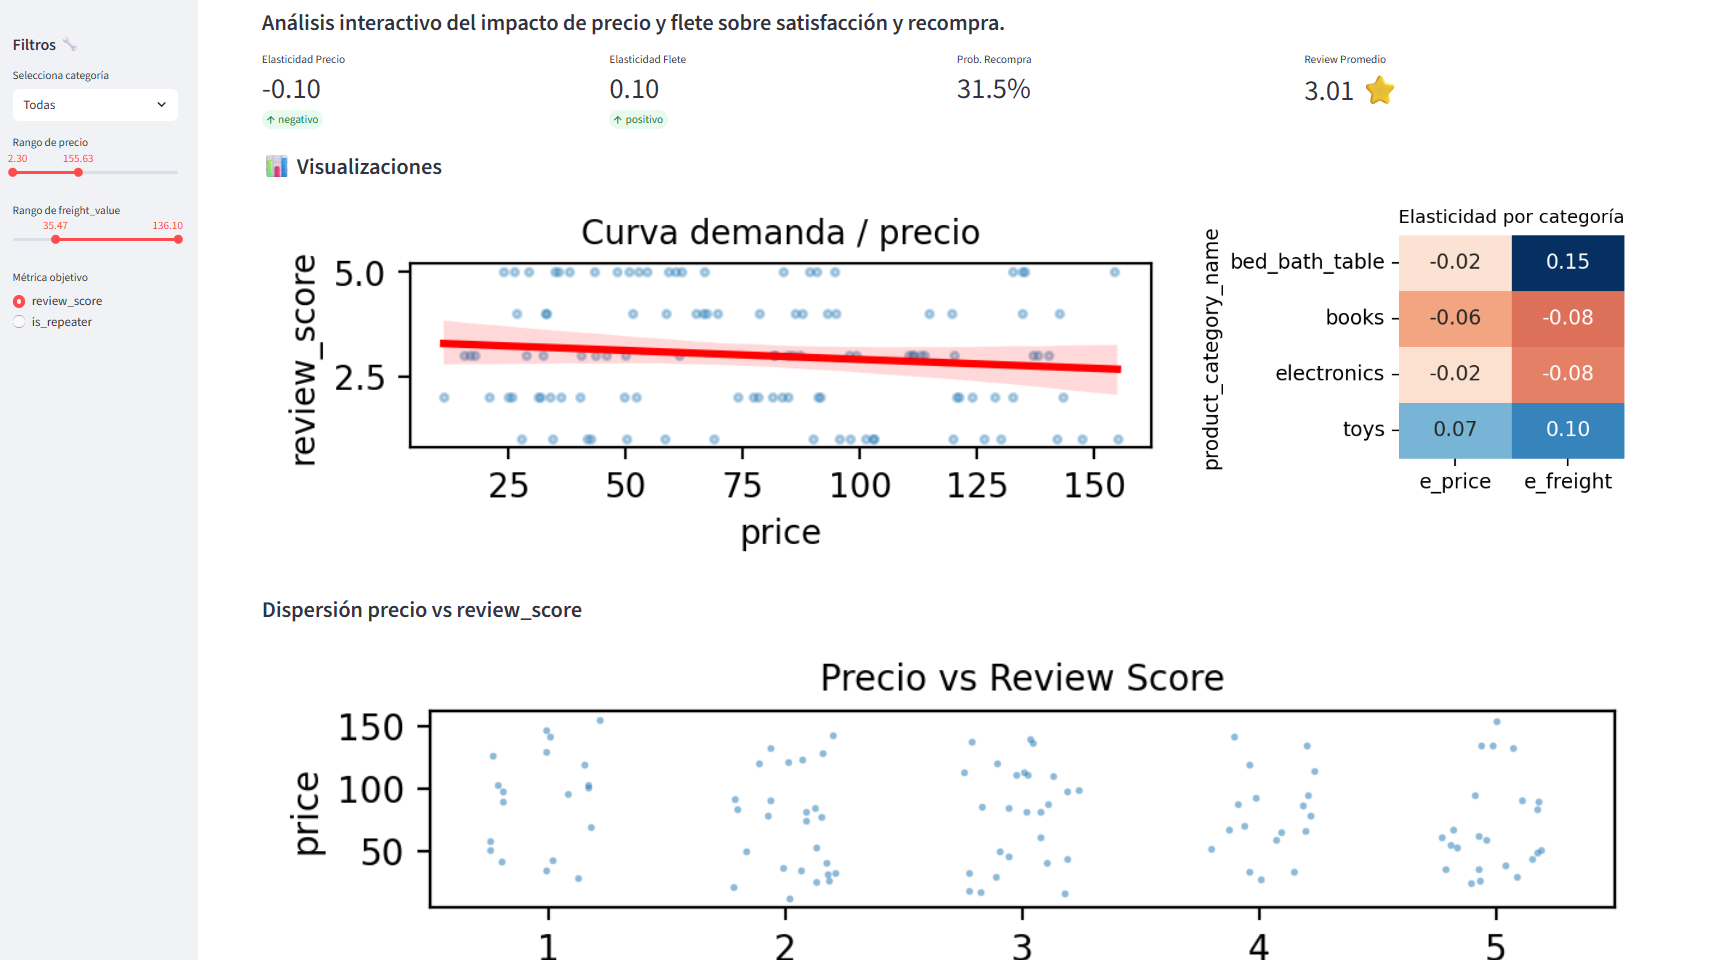 Filtros
Selecciona categoría
Todas
Rango de precio
2.30 155.63
Rango de freight_value
35.47 136.10
Métrica objetivo
review_score
is_repeater
Análisis interactivo del impacto de precio y flete sobre satisfacción y recompra.
Elasticidad Precio
-0.10
↑ negativo
Elasticidad Flete
0.10
↑ positivo
Prob. Recompra
31.5%
Review Promedio
3.01
Visualizaciones
Curva demanda / precio
review_score
5.0
2.5
25 50 75 100 125 150
price
Elasticidad por categoría
product_category_name
bed_bath_table -0.02 0.15
books -0.06 -0.08
electronics -0.02 -0.08
toys 0.07 0.10
e_price e_freight
Dispersión precio vs review_score
Precio vs Review Score
price
150
100
50
1 2 3 4 5